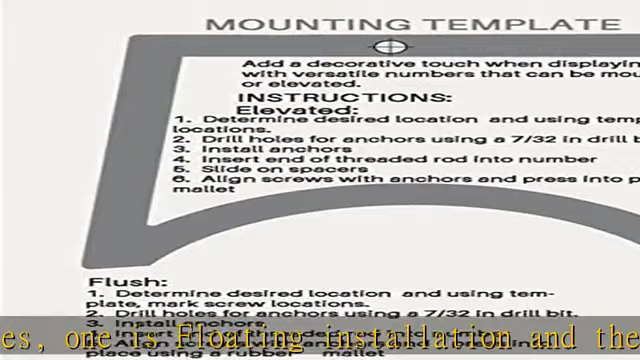 MOUNTING TEMPLATE
Add a decorative touch when displayin
with versatile numbers that can be mou
or elevated.
INSTRUCTIONS:
Elevated:
1. Determine desired location and using temp
locations.
2. Drill holes for anchors using a 7/32 in drill b
3. Install anchors
4. Insert end of threaded rod into number
5. Slide on spacers
6. Align screws with anchors and press into p
mallet
Flush:
1. Determine desired location and using tem-
plate, mark screw locations.
2. Drill holes for anchors using a 7/32 in drill bit.
3. Install anchors,
es, one is Floating installation and the
place using a rubber mallet